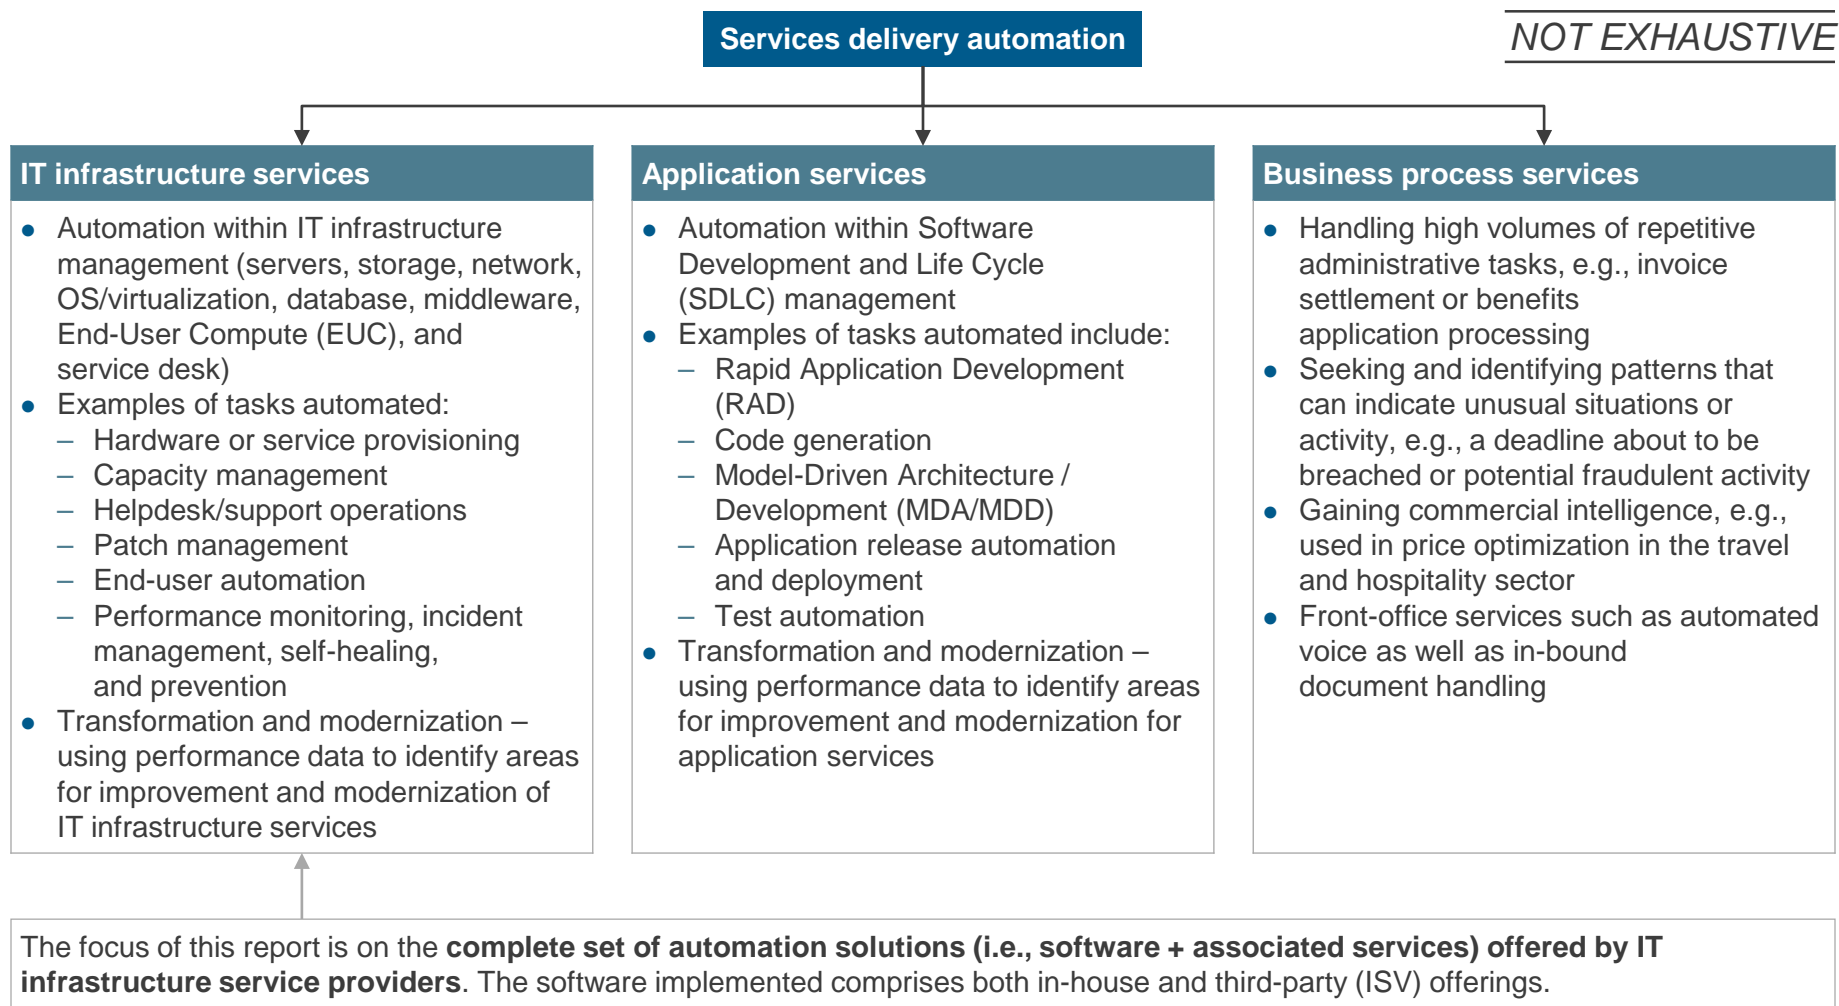 Services delivery automation
NOT EXHAUSTIVE
IT infrastructure services
● Automation within IT infrastructure
management (servers, storage, network,
OS/virtualization, database, middleware,
End-User Compute (EUC), and
service desk)
● Examples of tasks automated:
– Hardware or service provisioning
– Capacity management
– Helpdesk/support operations
– Patch management
– End-user automation
– Performance monitoring, incident
management, self-healing,
and prevention
● Transformation and modernization –
using performance data to identify areas
for improvement and modernization of
IT infrastructure services
Application services
● Automation within Software
Development and Life Cycle
(SDLC) management
● Examples of tasks automated include:
– Rapid Application Development
(RAD)
– Code generation
– Model-Driven Architecture /
Development (MDA/MDD)
– Application release automation
and deployment
– Test automation
● Transformation and modernization –
using performance data to identify areas
for improvement and modernization for
application services
Business process services
● Handling high volumes of repetitive
administrative tasks, e.g., invoice
settlement or benefits
application processing
● Seeking and identifying patterns that
can indicate unusual situations or
activity, e.g., a deadline about to be
breached or potential fraudulent activity
● Gaining commercial intelligence, e.g.,
used in price optimization in the travel
and hospitality sector
● Front-office services such as automated
voice as well as in-bound
document handling
The focus of this report is on the complete set of automation solutions (i.e., software + associated services) offered by IT
infrastructure service providers. The software implemented comprises both in-house and third-party (ISV) offerings.